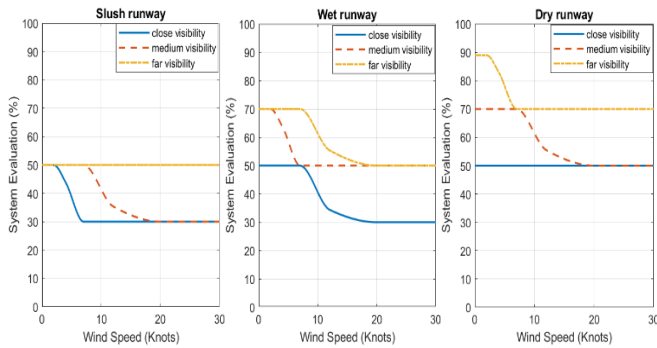 Slush runway
close visibility
medium visibility
far visibility
100
90
80
70
60
50
40
30
20
10
0
System Evaluation (%)
0 10 20 30
Wind Speed (Knots)
Wet runway
close visibility
medium visibility
far visibility
100
90
80
70
60
50
40
30
20
10
0
System Evaluation (%)
0 10 20 30
Wind Speed (Knots)
Dry runway
close visibility
medium visibility
far visibility
100
90
80
70
60
50
40
30
20
10
0
System Evaluation (%)
0 10 20 30
Wind Speed (Knots)